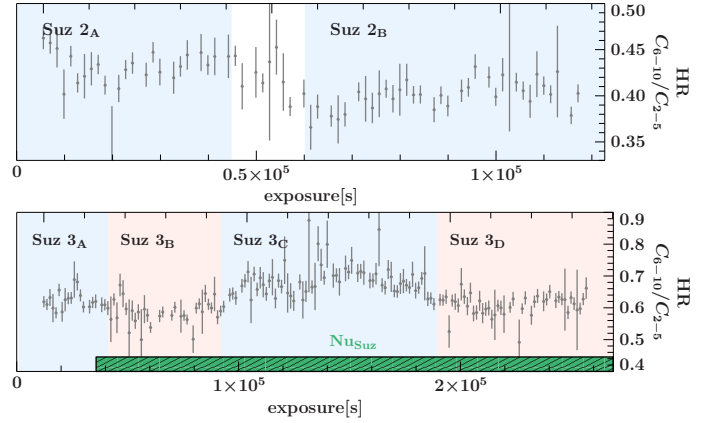 Suz 2A
Suz 2B
0.50
0.45
0.40
0.35
HR
C6−10/C2−5
0
0.5×10^5
1×10^5
exposure[s]
Suz 3A
Suz 3B
Suz 3C
Suz 3D
NuSuz
0.9
0.8
0.7
0.6
0.5
0.4
HR
C6−10/C2−5
0
1×10^5
2×10^5
exposure[s]